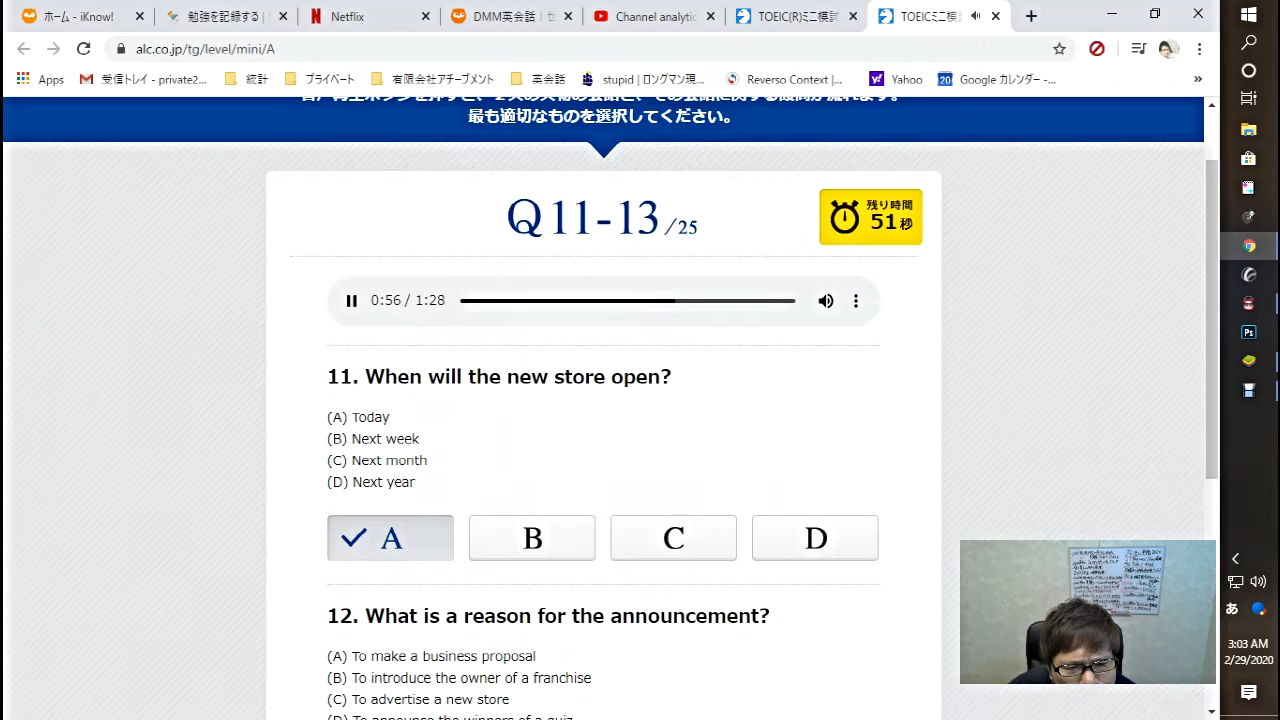 ホーム - iKnow!
勉強を記録する |
Netflix
DMM英会話 | 世
Channel analytic
TOEIC(R)ミニ模試
TOEICミニ模試
alc.co.jp/tg/level/mini/A
Apps
受信トレイ - private2...
統計
プライベート
有限会社アチーブメント
英会話
stupid | ロングマン現...
Reverso Context |...
Yahoo
Google カレンダー -...
»
最も適切なものを選択してください。
Q11-13/25
残り時間
51秒
0:56 / 1:28
11. When will the new store open?
(A) Today
(B) Next week
(C) Next month
(D) Next year
A
B
C
D
12. What is a reason for the announcement?
(A) To make a business proposal
(B) To introduce the owner of a franchise
(C) To advertise a new store
(D) To announce the winners of a quiz
あ
3:03 AM
2/29/2020